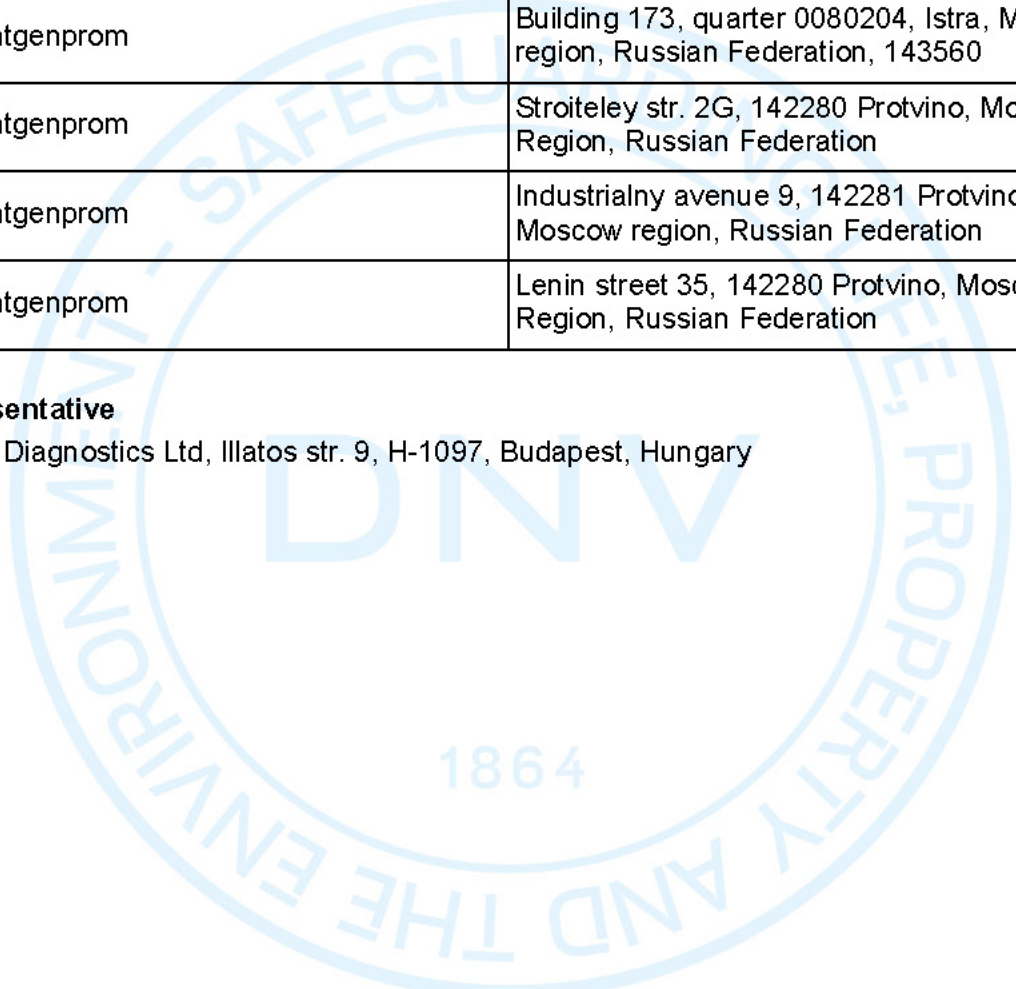 ntgenprom
Building 173, quarter 0080204, Istra, M
region, Russian Federation, 143560
ntgenprom
Stroiteley str. 2G, 142280 Protvino, Mo
Region, Russian Federation
ntgenprom
Industrialny avenue 9, 142281 Protvino
Moscow region, Russian Federation
ntgenprom
Lenin street 35, 142280 Protvino, Mosc
Region, Russian Federation
sentative
Diagnostics Ltd, Illatos str. 9, H-1097, Budapest, Hungary
SAFEGUARDING LIFE, PROPERTY AND THE ENVIRONMENT –
DNV
1864